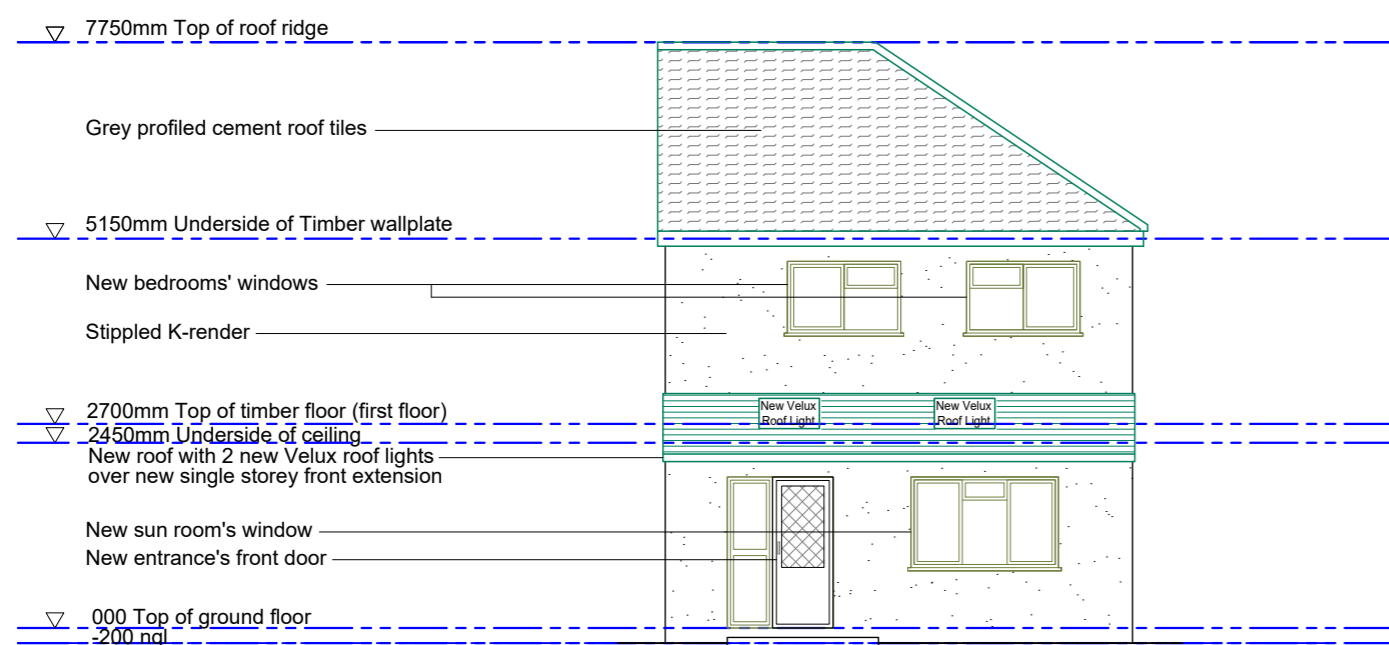 7750mm Top of roof ridge
Grey profiled cement roof tiles
5150mm Underside of Timber wallplate
New bedrooms' windows
Stippled K-render
2700mm Top of timber floor (first floor)
New Velux
Roof Light
New Velux
Roof Light
2450mm Underside of ceiling
New roof with 2 new Velux roof lights
over new single storey front extension
New sun room's window
New entrance's front door
000 Top of ground floor
-200 ngl